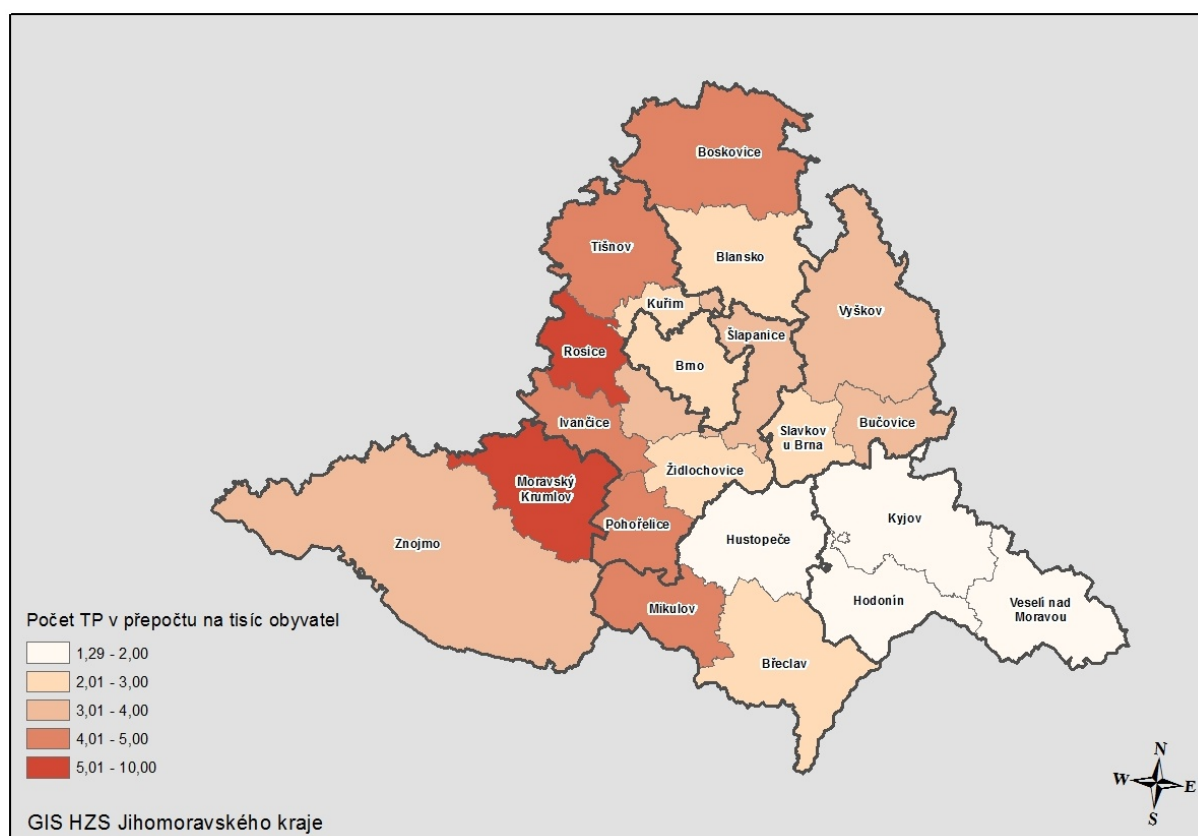 Boskovice
Tišnov
Blansko
Kuřim
Vyškov
Šlapanice
Rosice
Brno
Ivančice
Slavkov
u Brna
Bučovice
Židlochovice
Moravský
Krumlov
Pohořelice
Kyjov
Znojmo
Hustopeče
Hodonín
Veselí nad
Moravou
Mikulov
Břeclav
Počet TP v přepočtu na tisíc obyvatel
1,29 - 2,00
2,01 - 3,00
3,01 - 4,00
4,01 - 5,00
5,01 - 10,00
N
W
E
S
GIS HZS Jihomoravského kraje